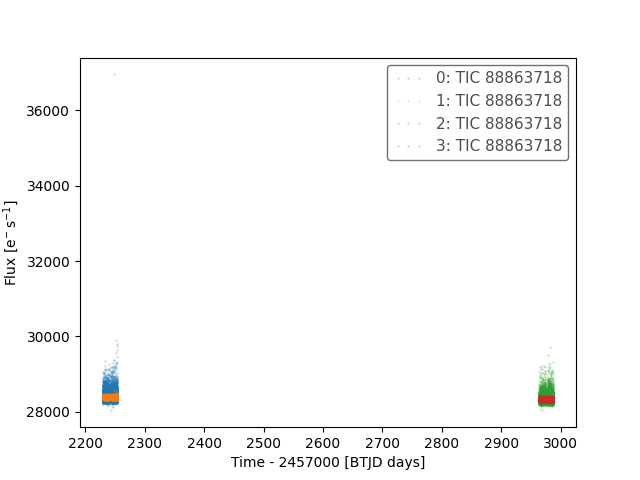 0: TIC 88863718
1: TIC 88863718
2: TIC 88863718
3: TIC 88863718
Flux [e⁻ s⁻¹]
36000
34000
32000
30000
28000
2200 2300 2400 2500 2600 2700 2800 2900 3000
Time - 2457000 [BTJD days]